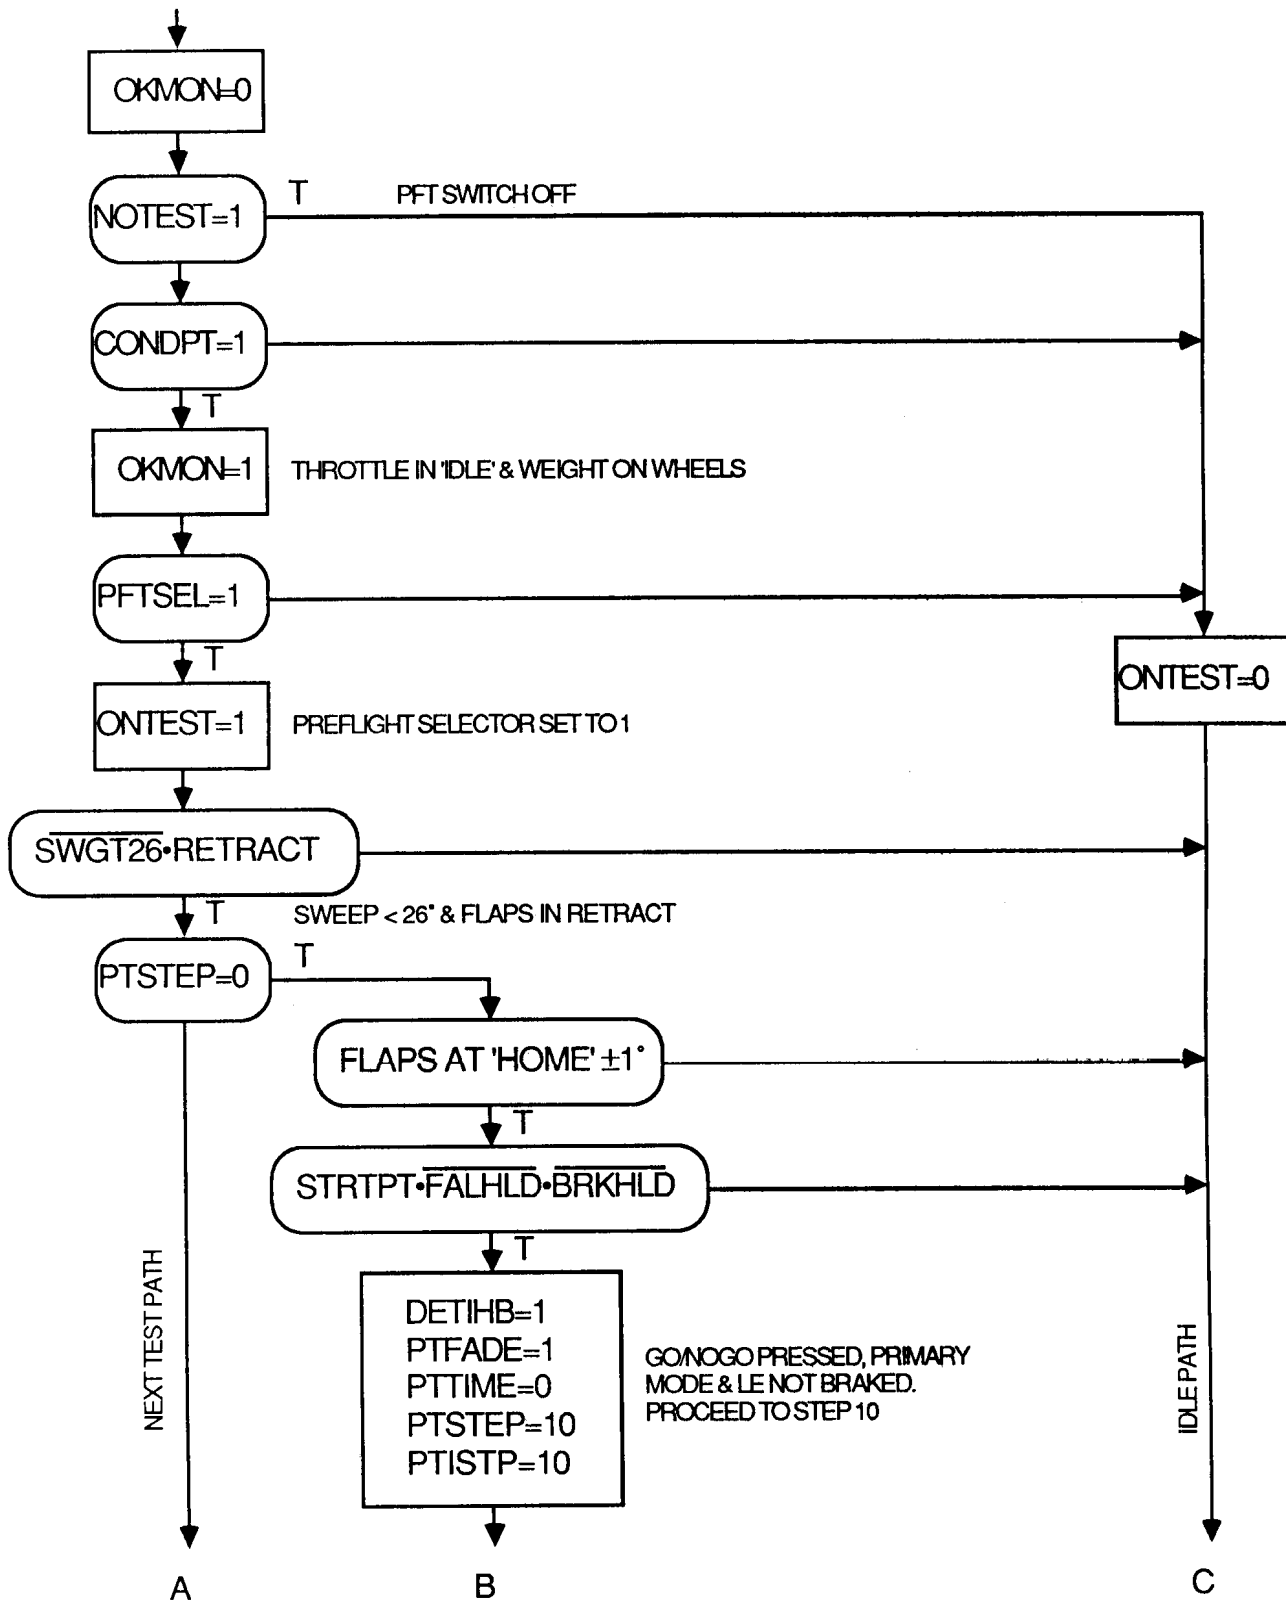 OKMON=0
NOTEST=1
T
PFT SWITCH OFF
CONDPT=1
T
OKMON=1
THROTTLE IN 'IDLE' & WEIGHT ON WHEELS
PFTSEL=1
T
ONTEST=0
ONTEST=1
PREFLIGHT SELECTOR SET TO 1
S̅W̅G̅T̅2̅6̅•RETRACT
T
SWEEP < 26° & FLAPS IN RETRACT
PTSTEP=0
T
FLAPS AT 'HOME' ±1°
T
STRTPT•F̅A̅L̅H̅L̅D̅•B̅R̅K̅H̅L̅D̅
T
NEXT TEST PATH
DETIHB=1
PTFADE=1
PTTIME=0
PTSTEP=10
PTISTP=10
GO/NOGO PRESSED, PRIMARY
MODE & LE NOT BRAKED.
PROCEED TO STEP 10
IDLE PATH
A
B
C